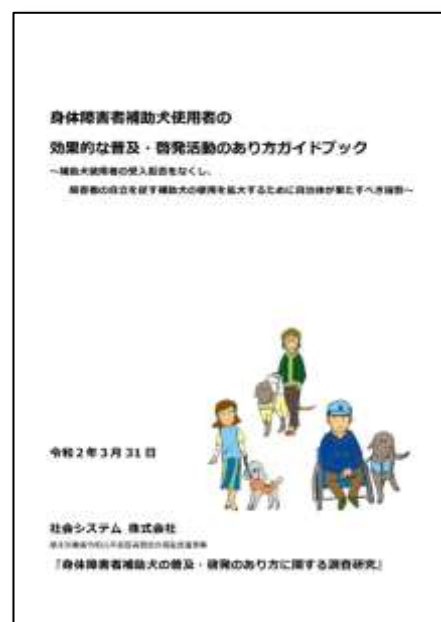 身体障害者補助犬使用者の
効果的な普及・啓発活動のあり方ガイドブック
～補助犬使用者の受入拒否をなくし、
障害者の自立を促す補助犬の使用を拡大するために自治体が果たすべき役割～
令和2年3月31日
社会システム 株式会社
『身体障害者補助犬の普及・啓発のあり方に関する調査研究』